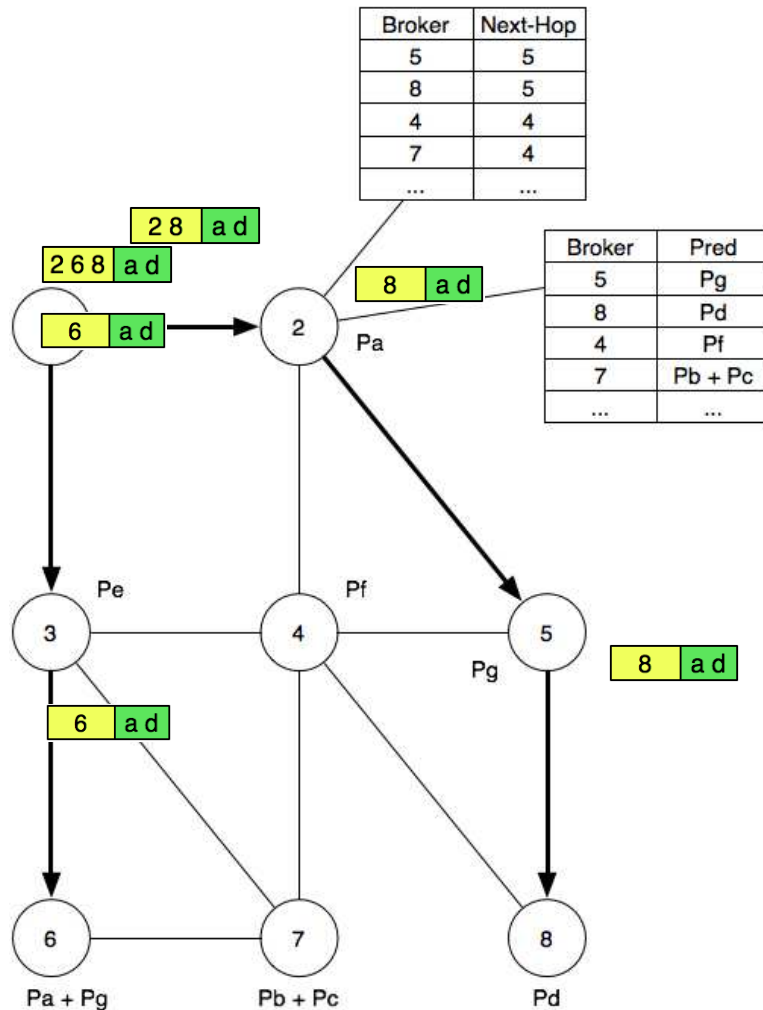 Broker Next-Hop
5 5
8 5
4 4
7 4
... ...
2 8 a d
2 6 8 a d
6 a d
8 a d
Broker Pred
5 Pg
8 Pd
4 Pf
7 Pb + Pc
... ...
2
Pa
Pe
Pf
3
4
5
Pg
8 a d
6 a d
6
7
8
Pa + Pg
Pb + Pc
Pd